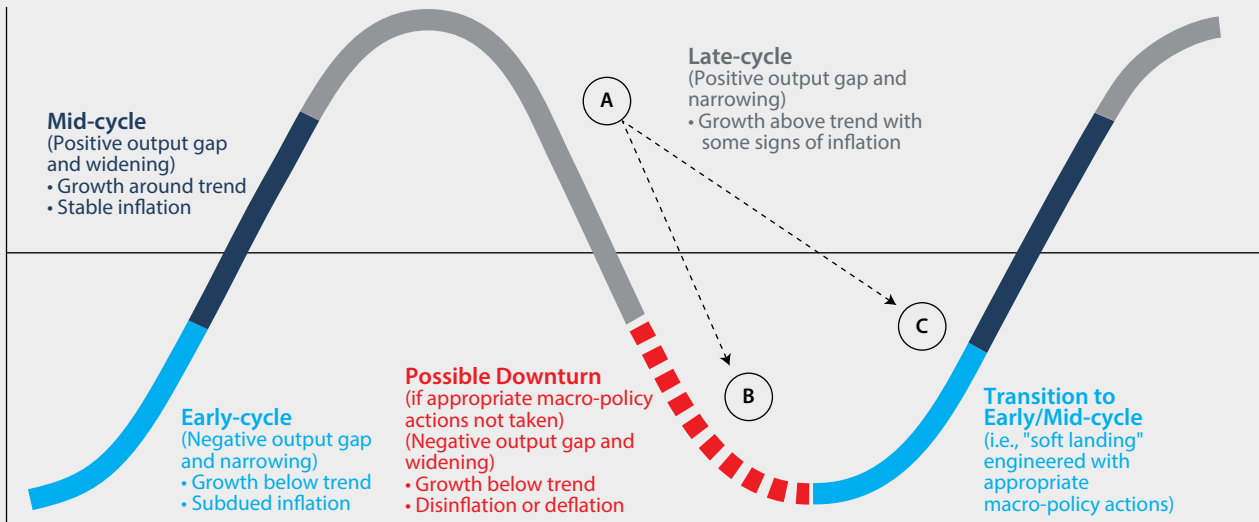 Mid-cycle
(Positive output gap
and widening)
• Growth around trend
• Stable inflation
Early-cycle
(Negative output gap
and narrowing)
• Growth below trend
• Subdued inflation
Possible Downturn
(if appropriate macro-policy
actions not taken)
(Negative output gap and
widening)
• Growth below trend
• Disinflation or deflation
A
Late-cycle
(Positive output gap and
narrowing)
• Growth above trend with
some signs of inflation
B
C
Transition to
Early/Mid-cycle
(i.e., "soft landing"
engineered with
appropriate
macro-policy actions)